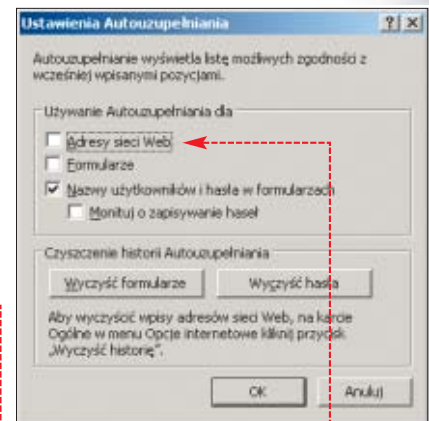 Ustawienia Autouzupełniania
Autouzupełnianie wyświetla listę możliwych zgodności z
wcześniej wpisanymi pozycjami.
Używanie Autouzupełniania dla
Adresy sieci Web
Formularze
Nazwy użytkowników i hasła w formularzach
Monituj o zapisywanie haseł
Czyszczenie historii Autouzupełniania
Wyczyść formularze
Wyczyść hasła
Aby wyczyścić wpisy adresów sieci Web, na karcie
Ogólne w menu Opcje internetowe kliknij przycisk
„Wyczyść historię”.
OK
Anuluj